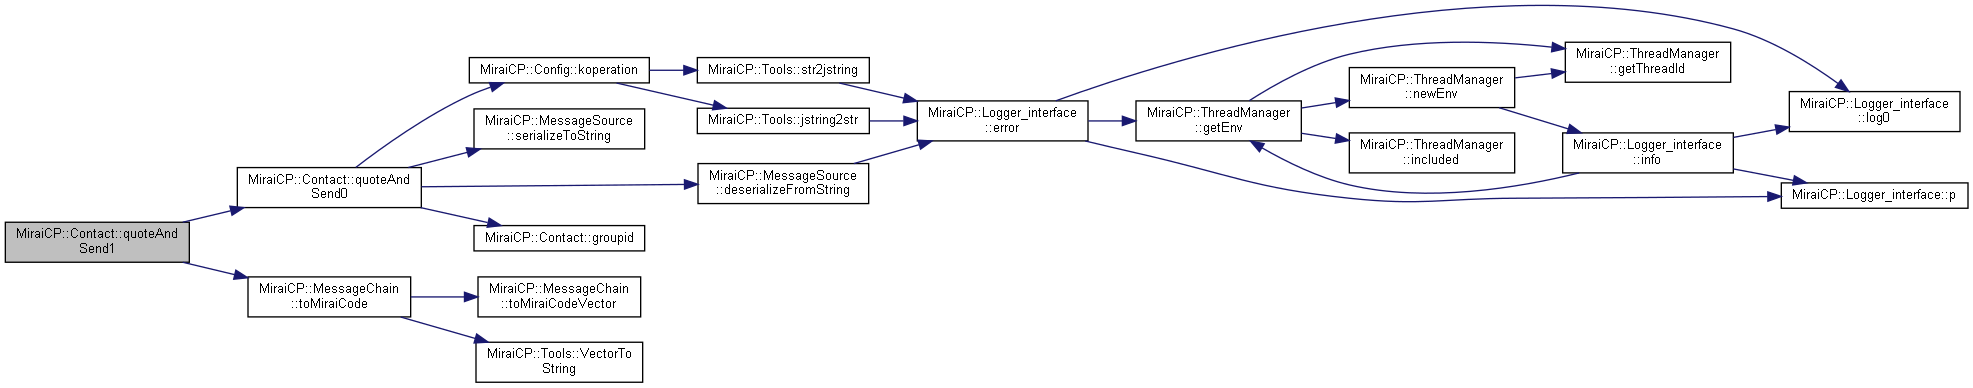 MiraiCP::Contact::quoteAnd
Send1
MiraiCP::Contact::quoteAnd
Send0
MiraiCP::Config::koperation
MiraiCP::Tools::str2jstring
MiraiCP::Tools::jstring2str
MiraiCP::MessageSource
::serializeToString
MiraiCP::MessageSource
::deserializeFromString
MiraiCP::Contact::groupid
MiraiCP::MessageChain
::toMiraiCode
MiraiCP::MessageChain
::toMiraiCodeVector
MiraiCP::Tools::VectorTo
String
MiraiCP::Logger_interface
::error
MiraiCP::ThreadManager
::getEnv
MiraiCP::ThreadManager
::newEnv
MiraiCP::ThreadManager
::included
MiraiCP::ThreadManager
::getThreadId
MiraiCP::Logger_interface
::info
MiraiCP::Logger_interface
::log0
MiraiCP::Logger_interface::p